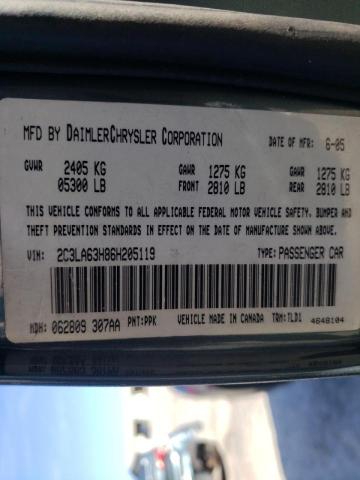 MFD BY DAIMLERCHRYSLER CORPORATION DATE OF MFR: 6-05
GVWR 2405 KG GAWR 1275 KG GAWR 1275 KG
05300 LB FRONT 2810 LB REAR 2810 LB
THIS VEHICLE CONFORMS TO ALL APPLICABLE FEDERAL MOTOR VEHICLE SAFETY, BUMPER AND
THEFT PREVENTION STANDARDS IN EFFECT ON THE DATE OF MANUFACTURE SHOWN ABOVE.
VIN: 2C3LA63H86H205119 TYPE: PASSENGER CAR
MDH: 062809 307AA PNT: PPK VEHICLE MADE IN CANADA TRM: TLD1 4648104